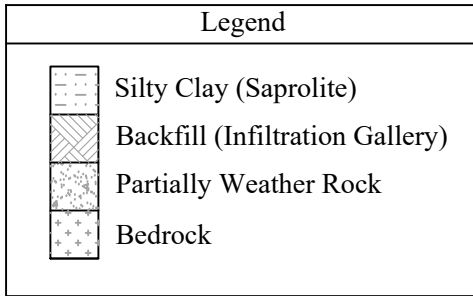 Legend
Silty Clay (Saprolite)
Backfill (Infiltration Gallery)
Partially Weather Rock
Bedrock